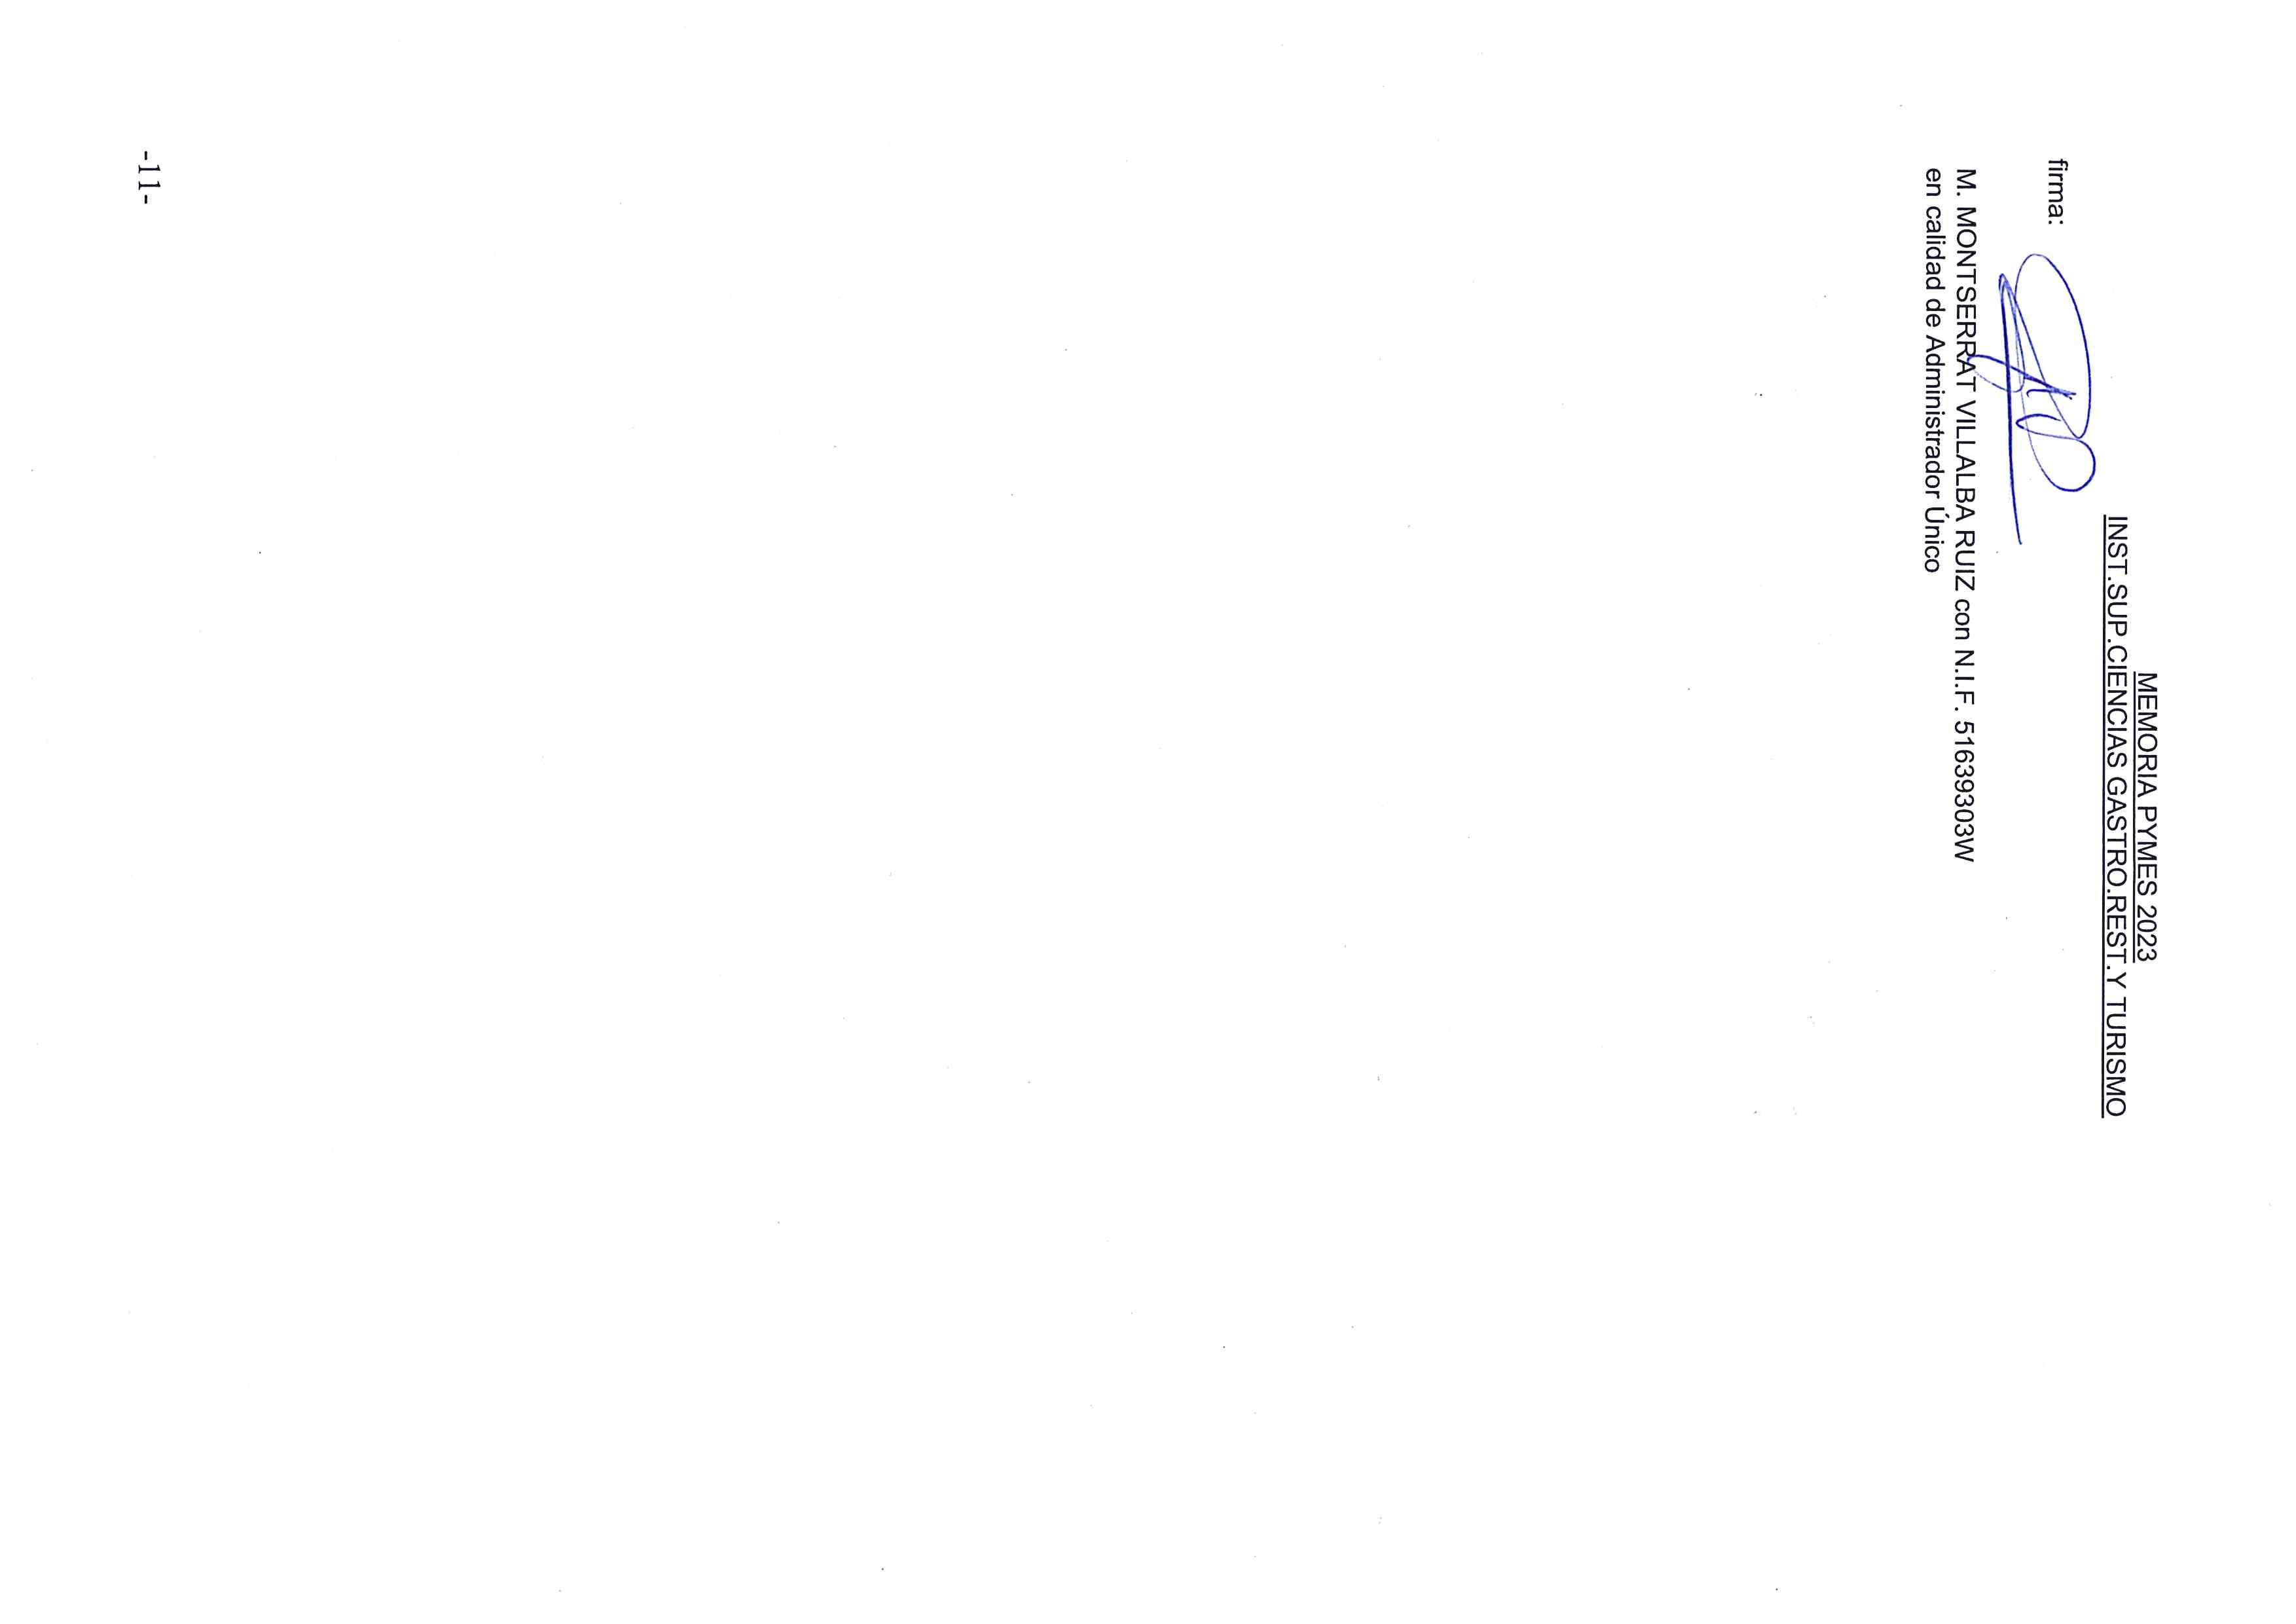 MEMORIA PYMES 2023
INST.SUP.CIENCIAS GASTRO.REST.Y TURISMO
firma:
M. MONTSERRAT VILLALBA RUIZ con N.I.F. 51639303W
en calidad de Administrador Único
-11-